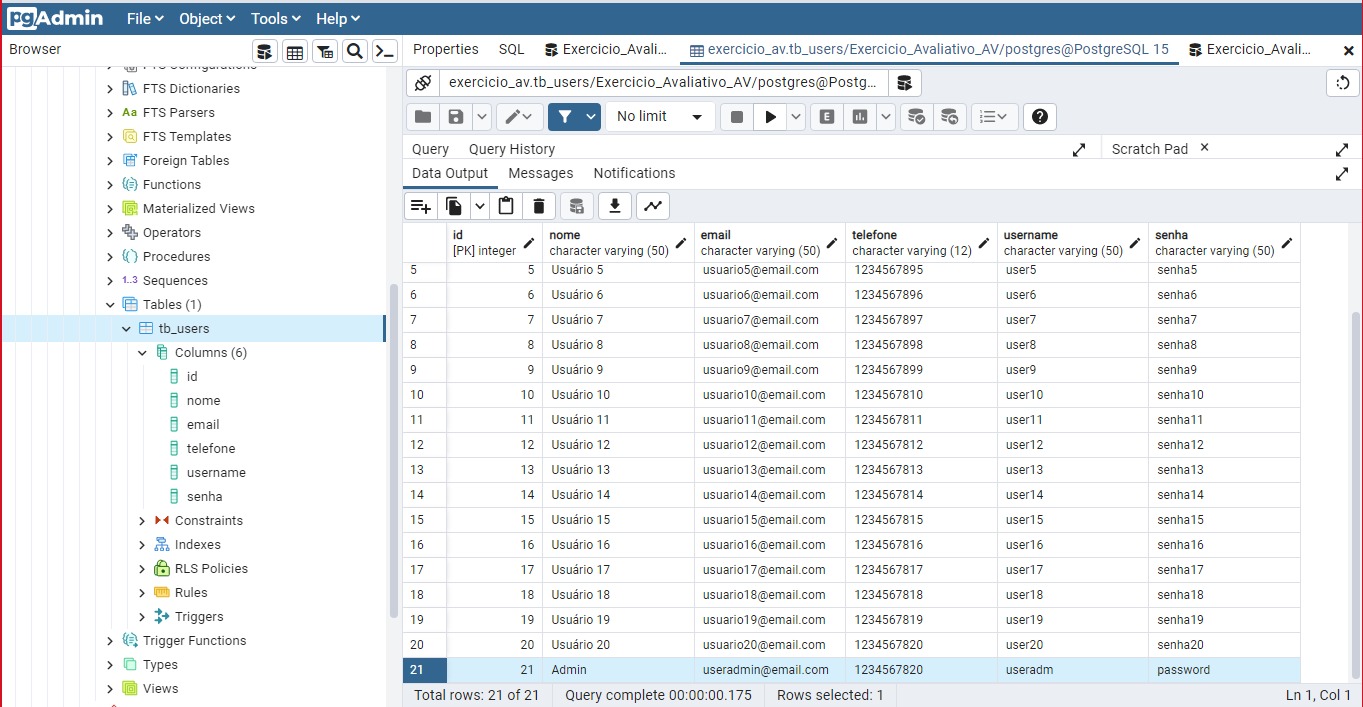 pgAdmin File Object Tools Help
Browser
Properties SQL Exercicio_Avali... exercicio_av.tb_users/Exercicio_Avaliativo_AV/postgres@PostgreSQL 15 Exercicio_Avali...
FTS Configurations
FTS Dictionaries
Aa FTS Parsers
FTS Templates
Foreign Tables
Functions
Materialized Views
Operators
Procedures
1..3 Sequences
Tables (1)
tb_users
Columns (6)
id
nome
email
telefone
username
senha
Constraints
Indexes
RLS Policies
Rules
Triggers
Trigger Functions
Types
Views
exercicio_av.tb_users/Exercicio_Avaliativo_AV/postgres@Postg...
No limit E
Query Query History Scratch Pad
Data Output Messages Notifications
id nome email telefone username senha
[PK] integer character varying (50) character varying (50) character varying (12) character varying (50) character varying (50)
5 5 Usuário 5 usuario5@email.com 1234567895 user5 senha5
6 6 Usuário 6 usuario6@email.com 1234567896 user6 senha6
7 7 Usuário 7 usuario7@email.com 1234567897 user7 senha7
8 8 Usuário 8 usuario8@email.com 1234567898 user8 senha8
9 9 Usuário 9 usuario9@email.com 1234567899 user9 senha9
10 10 Usuário 10 usuario10@email.com 1234567810 user10 senha10
11 11 Usuário 11 usuario11@email.com 1234567811 user11 senha11
12 12 Usuário 12 usuario12@email.com 1234567812 user12 senha12
13 13 Usuário 13 usuario13@email.com 1234567813 user13 senha13
14 14 Usuário 14 usuario14@email.com 1234567814 user14 senha14
15 15 Usuário 15 usuario15@email.com 1234567815 user15 senha15
16 16 Usuário 16 usuario16@email.com 1234567816 user16 senha16
17 17 Usuário 17 usuario17@email.com 1234567817 user17 senha17
18 18 Usuário 18 usuario18@email.com 1234567818 user18 senha18
19 19 Usuário 19 usuario19@email.com 1234567819 user19 senha19
20 20 Usuário 20 usuario20@email.com 1234567820 user20 senha20
21 21 Admin useradmin@email.com 1234567820 useradm password
Total rows: 21 of 21 Query complete 00:00:00.175 Rows selected: 1 Ln 1, Col 1